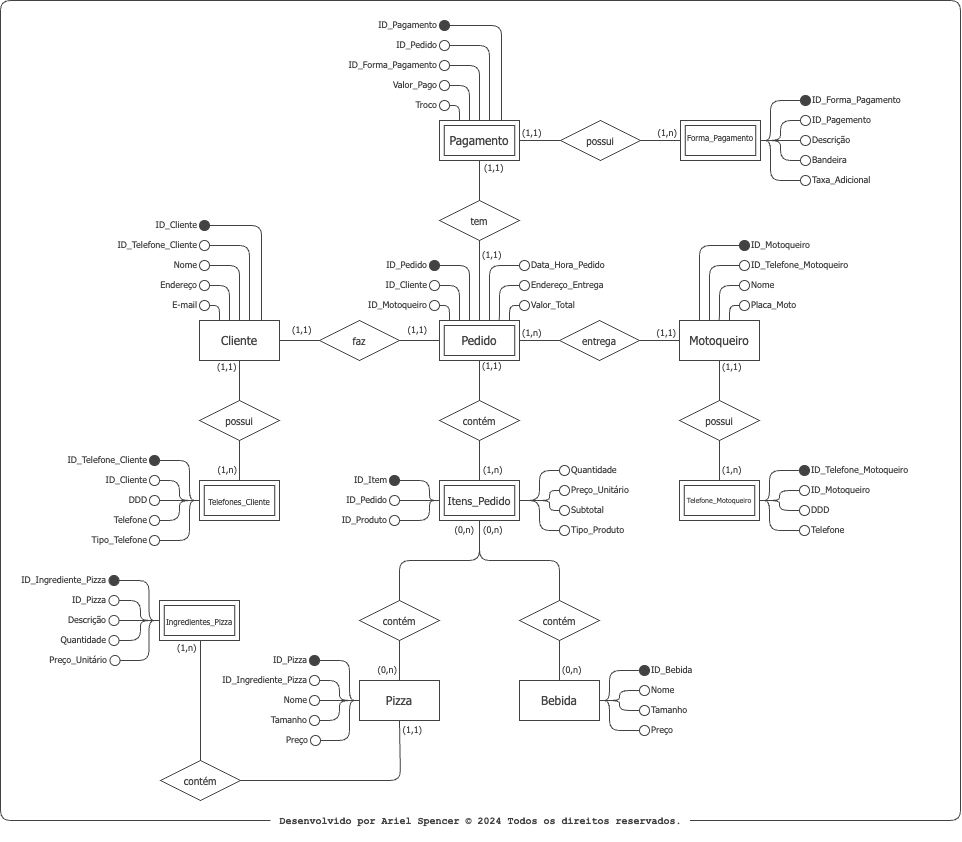 ID_Pagamento
ID_Pedido
ID_Forma_Pagamento
Valor_Pago
Troco
Pagamento
(1,1)
possui
(1,n)
Forma_Pagamento
ID_Forma_Pagamento
ID_Pagemento
Descrição
Bandeira
Taxa_Adicional
(1,1)
tem
(1,1)
ID_Cliente
ID_Telefone_Cliente
Nome
Endereço
E-mail
Cliente
(1,1)
faz
(1,1)
ID_Pedido
ID_Cliente
ID_Motoqueiro
Data_Hora_Pedido
Endereço_Entrega
Valor_Total
Pedido
(1,n)
entrega
(1,1)
ID_Motoqueiro
ID_Telefone_Motoqueiro
Nome
Placa_Moto
Motoqueiro
(1,1)
possui
(1,n)
ID_Telefone_Cliente
ID_Cliente
DDD
Telefone
Tipo_Telefone
Telefones_Cliente
(1,1)
contém
(1,n)
ID_Item
ID_Pedido
ID_Produto
Itens_Pedido
Quantidade
Preço_Unitário
Subtotal
Tipo_Produto
(1,1)
possui
(1,n)
Telefone_Motoqueiro
ID_Telefone_Motoqueiro
ID_Motoqueiro
DDD
Telefone
(0,n)
(0,n)
contém
(0,n)
contém
(0,n)
ID_Ingrediente_Pizza
ID_Pizza
Descrição
Quantidade
Preço_Unitário
Ingredientes_Pizza
(1,n)
ID_Pizza
ID_Ingrediente_Pizza
Nome
Tamanho
Preço
Pizza
(1,1)
Bebida
ID_Bebida
Nome
Tamanho
Preço
contém
Desenvolvido por Ariel Spencer © 2024 Todos os direitos reservados.